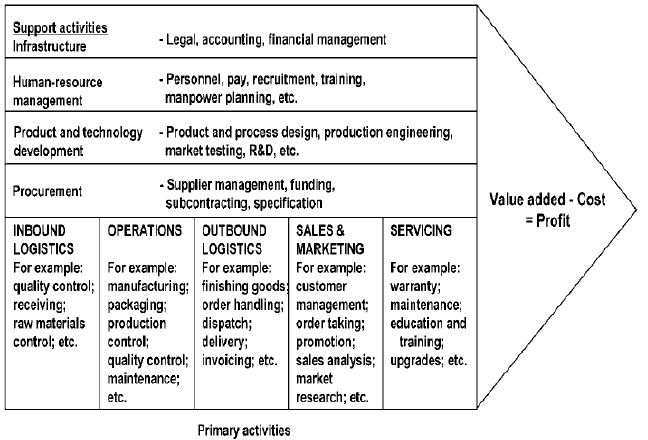 Support activities
Infrastructure - Legal, accounting, financial management
Human-resource - Personnel, pay, recruitment, training,
management manpower planning, etc.
Product and technology - Product and process design, production engineering,
development market testing, R&D, etc.
Procurement - Supplier management, funding,
subcontracting, specification
Value added - Cost
= Profit
INBOUND
LOGISTICS
For example:
quality control;
receiving;
raw materials
control; etc.
OPERATIONS
For example:
manufacturing;
packaging;
production
control;
quality control;
maintenance;
etc.
OUTBOUND
LOGISTICS
For example:
finishing goods;
order handling;
dispatch;
delivery;
invoicing; etc.
SALES &
MARKETING
For example:
customer
management;
order taking;
promotion;
sales analysis;
market
research; etc.
SERVICING
For example:
warranty;
maintenance;
education and
training;
upgrades; etc.
Primary activities